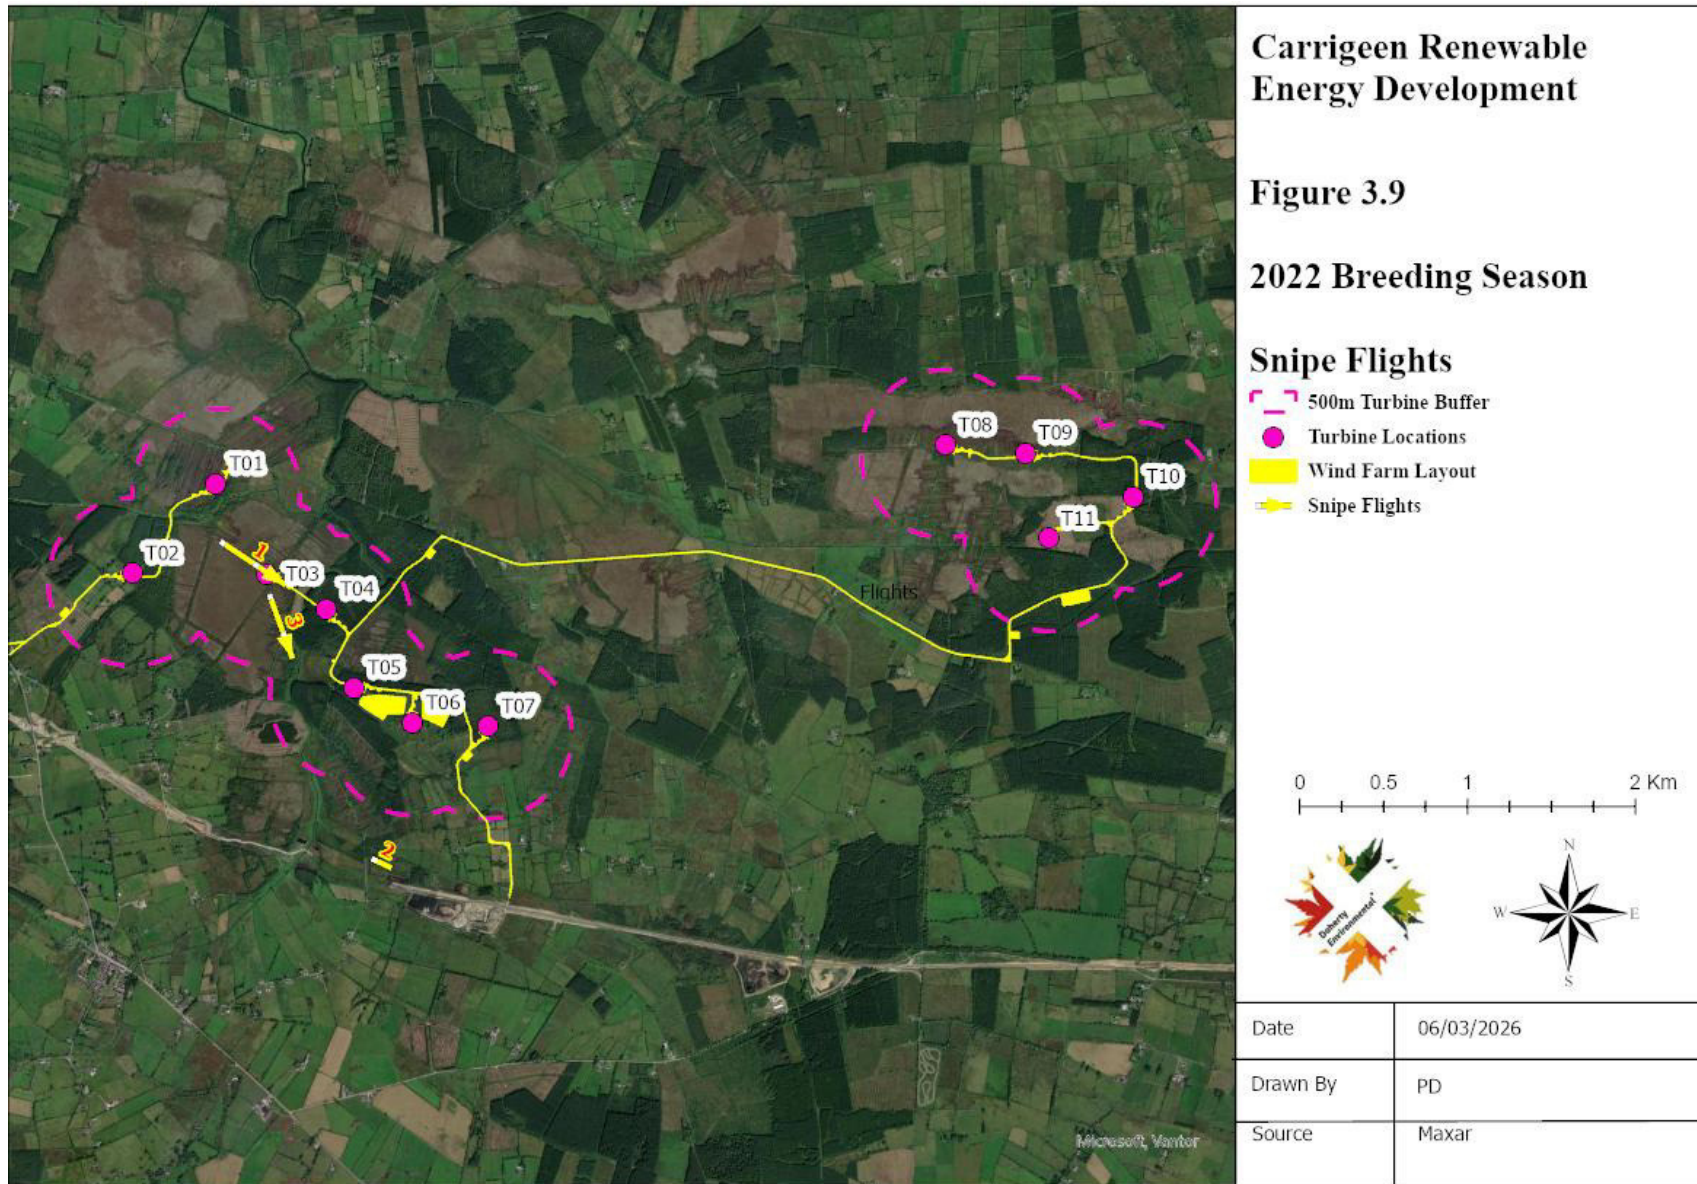 Carrigeen Renewable
Energy Development
Figure 3.9
2022 Breeding Season
Snipe Flights
500m Turbine Buffer
Turbine Locations
Wind Farm Layout
Snipe Flights
T08
T09
T01
T10
T11
T02
1
T03
T04
Flights
3
T05
T06
T07
2
0 0.5 1 2 Km
Doherty
Environmental
N
W E
S
Date 06/03/2026
Drawn By PD
Source Maxar
Microsoft, Vantor